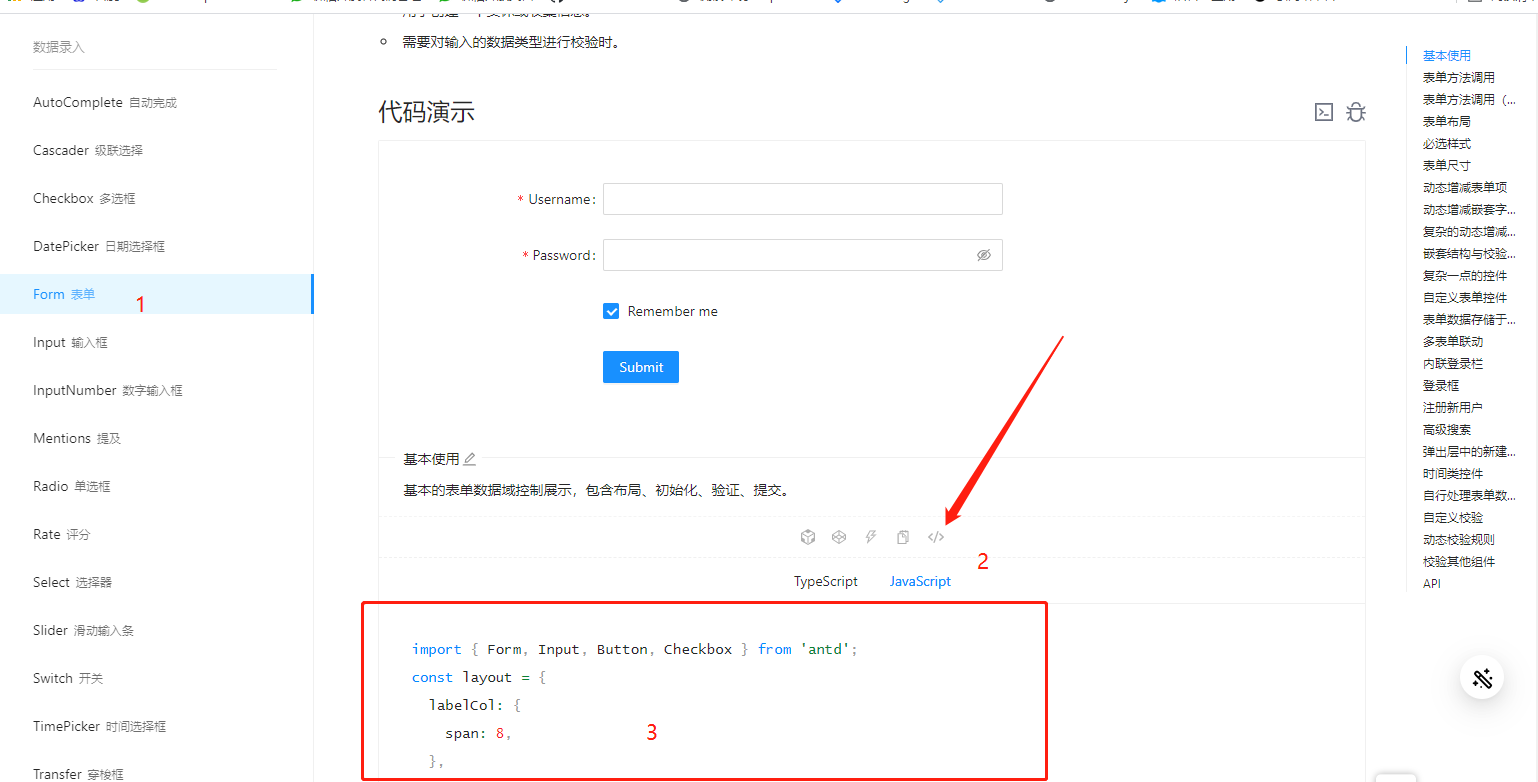 数据录入
AutoComplete 自动完成
Cascader 级联选择
Checkbox 多选框
DatePicker 日期选择框
Form 表单
1
Input 输入框
InputNumber 数字输入框
Mentions 提及
Radio 单选框
Rate 评分
Select 选择器
Slider 滑动输入条
Switch 开关
TimePicker 时间选择框
Transfer 穿梭框
需要对输入的数据类型进行校验时。
代码演示
* Username:
* Password:
Remember me
Submit
基本使用
基本的表单数据域控制展示，包含布局、初始化、验证、提交。
2
TypeScript JavaScript
import { Form, Input, Button, Checkbox } from 'antd';
const layout = {
labelCol: {
span: 8,
},
3
基本使用
表单方法调用
表单方法调用（...
表单布局
必选样式
表单尺寸
动态增减表单项
动态增减嵌套字...
复杂的动态增减...
嵌套结构与校验...
复杂一点的控件
自定义表单控件
表单数据存储于...
多表单联动
内联登录栏
登录框
注册新用户
高级搜索
弹出层中的新建...
时间类控件
自行处理表单数...
自定义校验
动态校验规则
校验其他组件
API